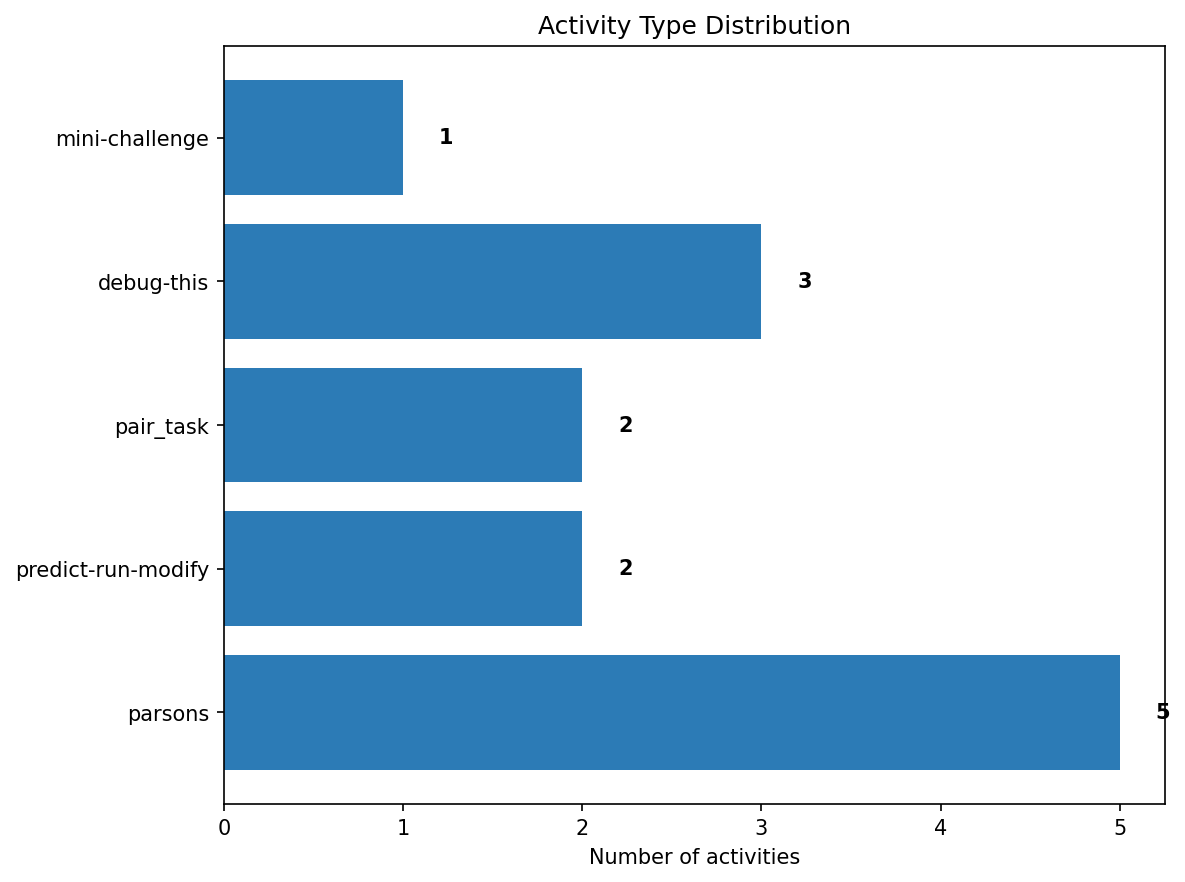 Activity Type Distribution
mini-challenge
1
debug-this
3
pair_task
2
predict-run-modify
2
parsons
5
0 1 2 3 4 5
Number of activities